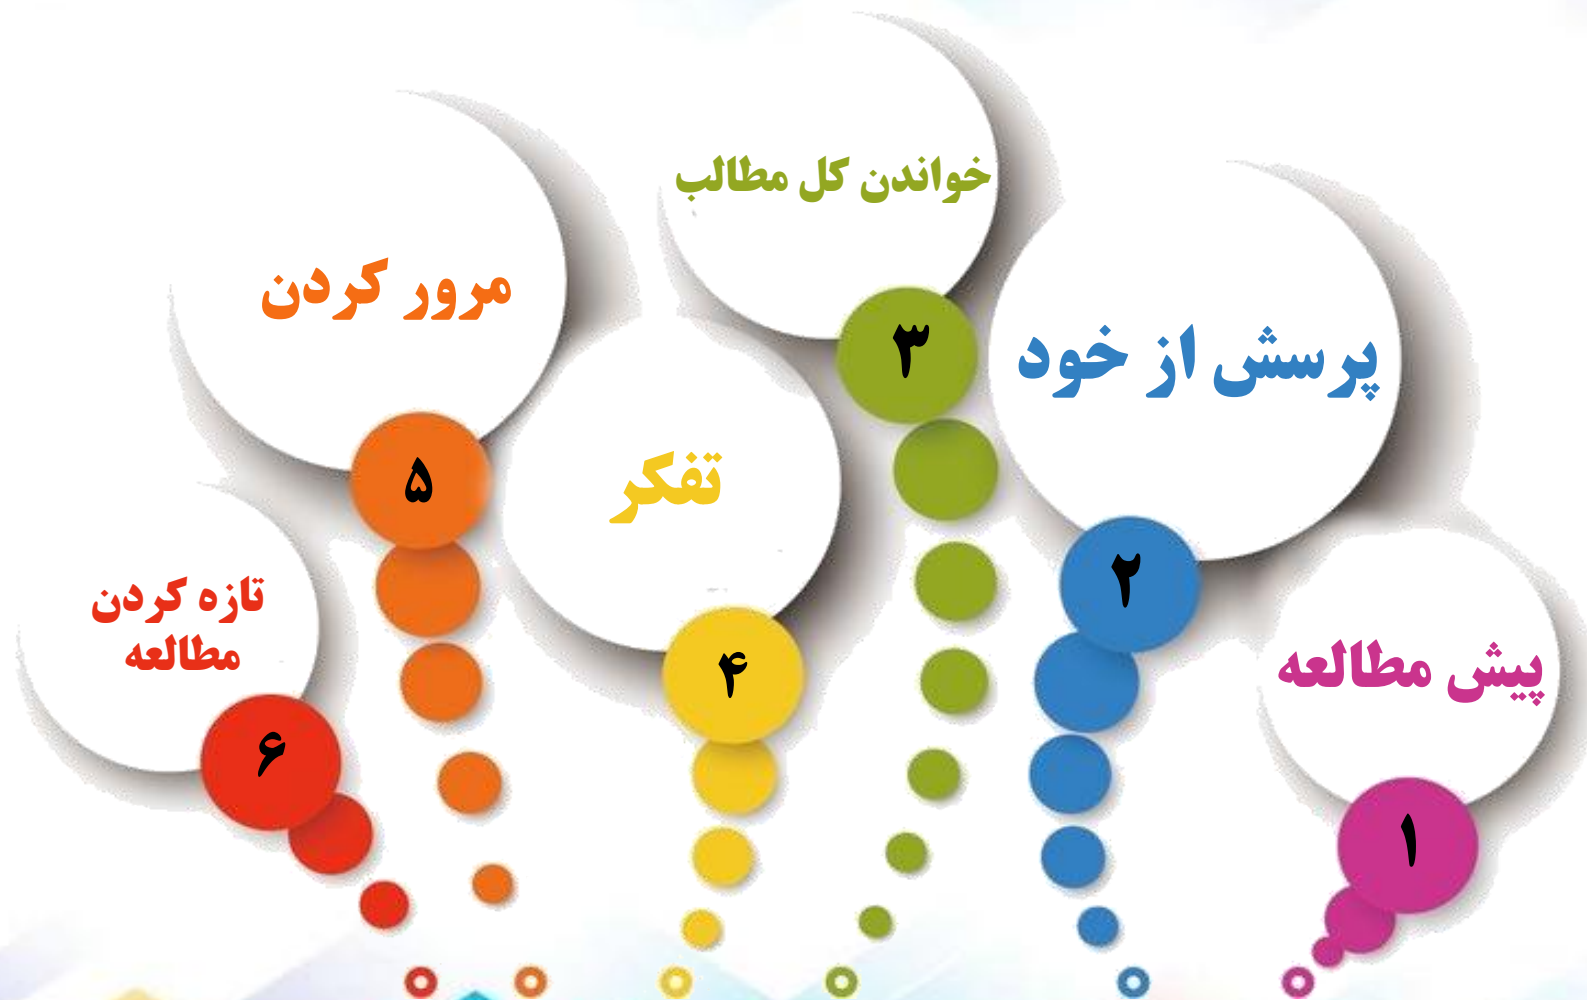 پیش مطالعه
۱
پرسش از خود
۲
خواندن کل مطالب
۳
تفکر
۴
مرور کردن
۵
تازه کردن
مطالعه
۶